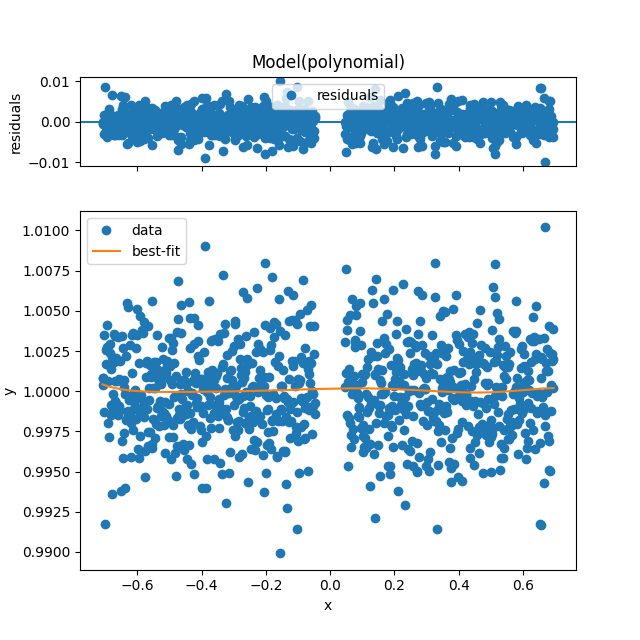 Model(polynomial)
0.01
0.00
−0.01
residuals
residuals
data
best-fit
1.0100
1.0075
1.0050
1.0025
1.0000
0.9975
0.9950
0.9925
0.9900
y
−0.6 −0.4 −0.2 0.0 0.2 0.4 0.6
x